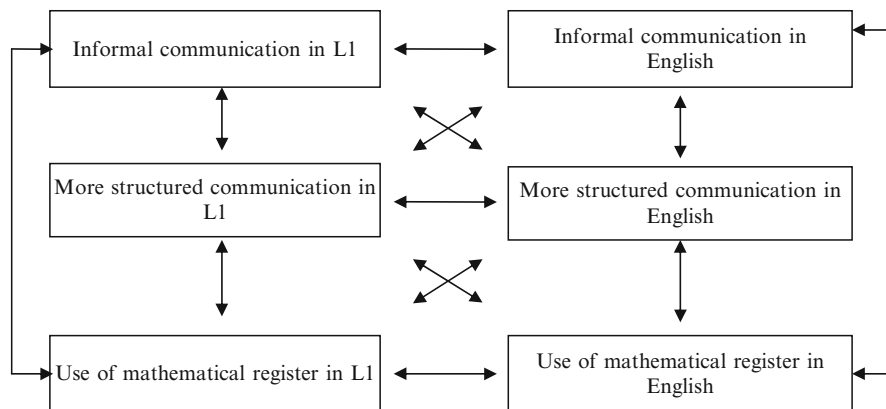 Informal communication in L1
Informal communication in
English
More structured communication in
L1
More structured communication in
English
Use of mathematical register in L1
Use of mathematical register in
English